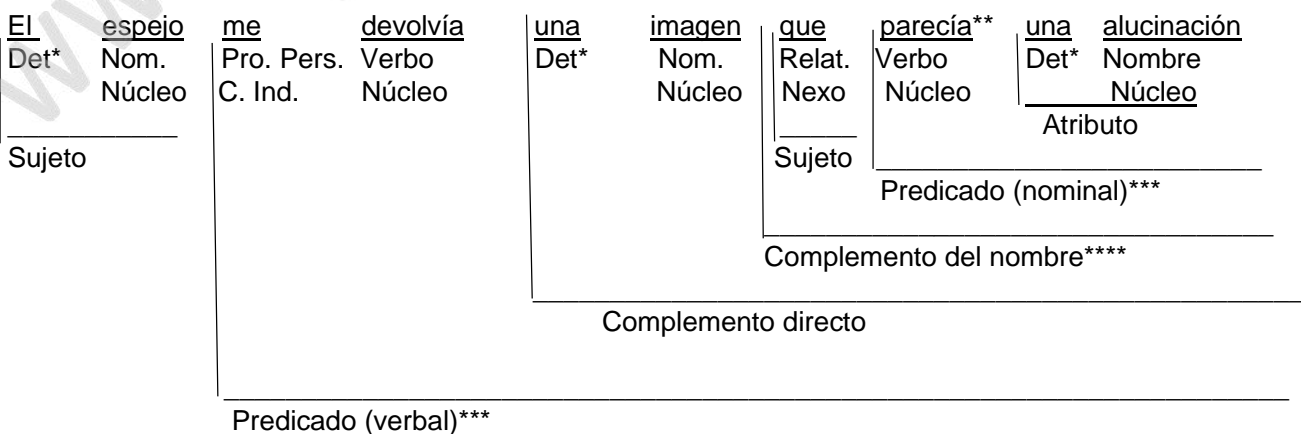 El espejo me devolvía una imagen que parecía** una alucinación
Det* Nom. Pro. Pers. Verbo Det* Nom. Relat. Verbo Det* Nombre
Núcleo C. Ind. Núcleo Núcleo Nexo Núcleo Núcleo
Atributo
Sujeto Sujeto
Predicado (nominal)***
Complemento del nombre****
Complemento directo
Predicado (verbal)***